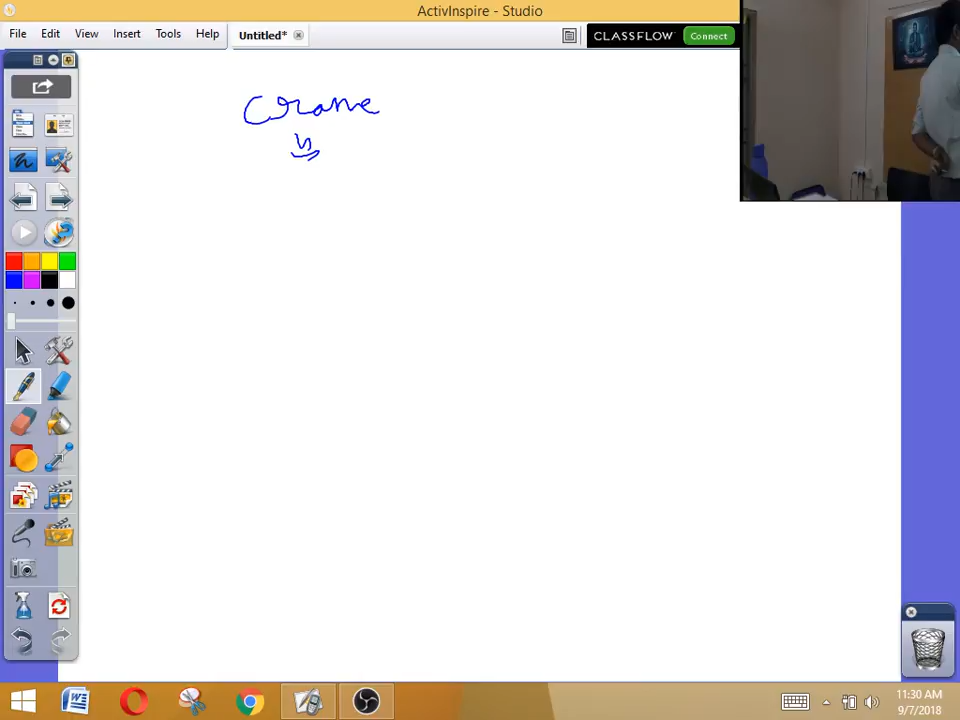 ActivInspire - Studio
File Edit View Insert Tools Help Untitled* CLASSFLOW Connect
Crane
11:30 AM
9/7/2018